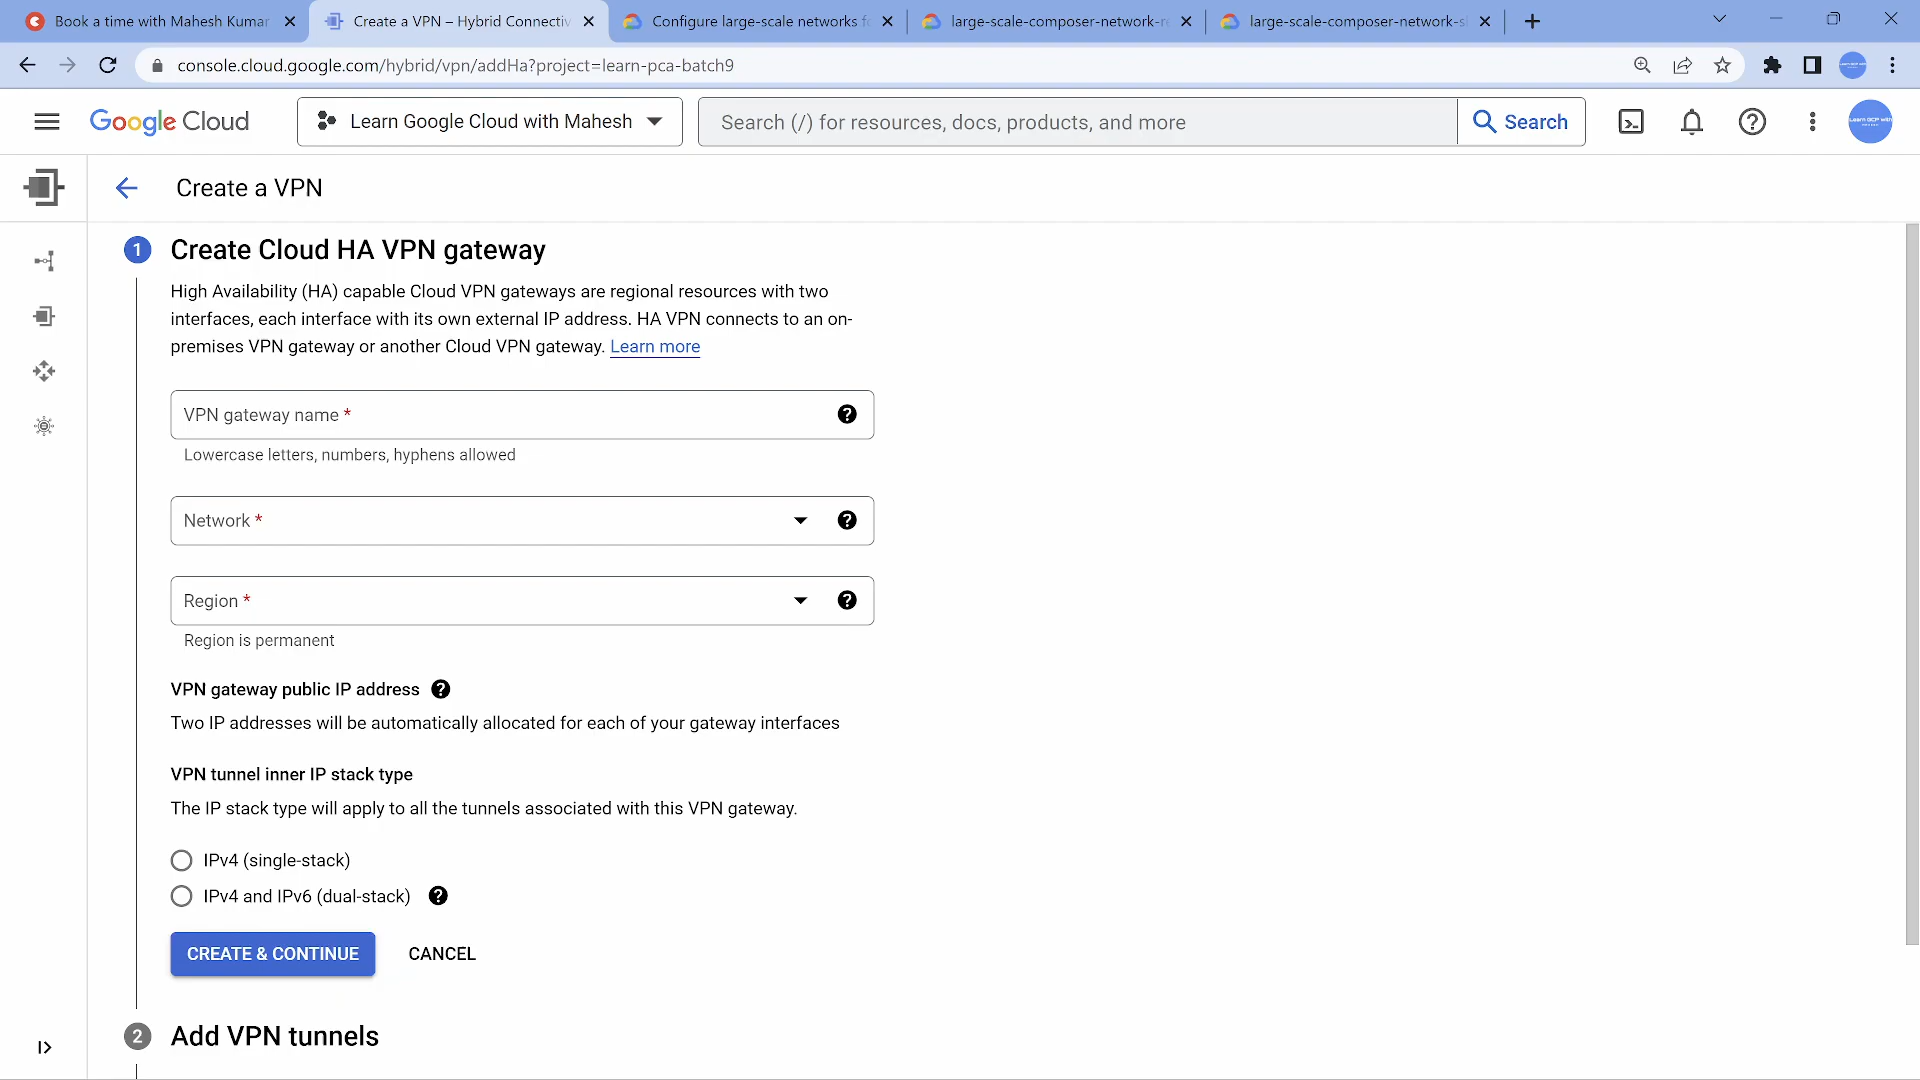 Book a time with Mahesh Kumar
Create a VPN – Hybrid Connectiv
Configure large-scale networks f
large-scale-composer-network-r
large-scale-composer-network-s
console.cloud.google.com/hybrid/vpn/addHa?project=learn-pca-batch9
Google Cloud
Learn Google Cloud with Mahesh
Search (/) for resources, docs, products, and more
Search
Create a VPN
1
Create Cloud HA VPN gateway
High Availability (HA) capable Cloud VPN gateways are regional resources with two
interfaces, each interface with its own external IP address. HA VPN connects to an on-
premises VPN gateway or another Cloud VPN gateway. Learn more
VPN gateway name *
Lowercase letters, numbers, hyphens allowed
Network *
Region *
Region is permanent
VPN gateway public IP address
Two IP addresses will be automatically allocated for each of your gateway interfaces
VPN tunnel inner IP stack type
The IP stack type will apply to all the tunnels associated with this VPN gateway.
IPv4 (single-stack)
IPv4 and IPv6 (dual-stack)
CREATE & CONTINUE
CANCEL
2
Add VPN tunnels